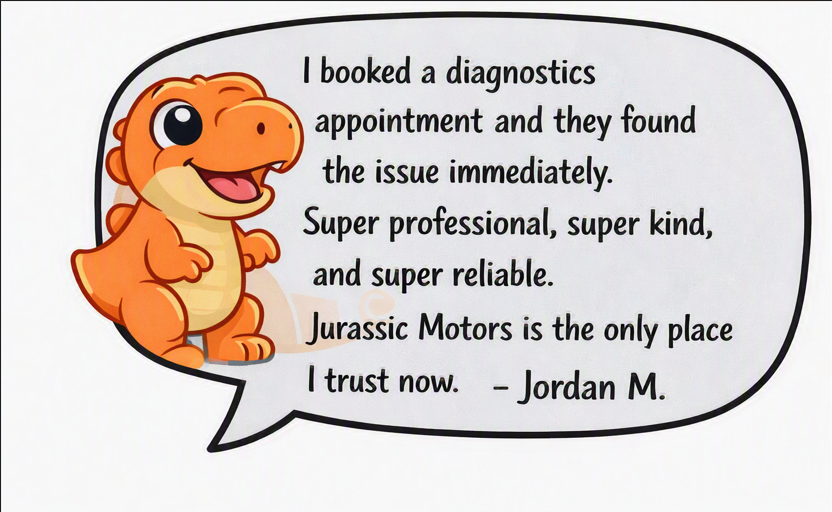 I booked a diagnostics
appointment and they found
the issue immediately.
Super professional, super kind,
and super reliable.
Jurassic Motors is the only place
I trust now. – Jordan M.